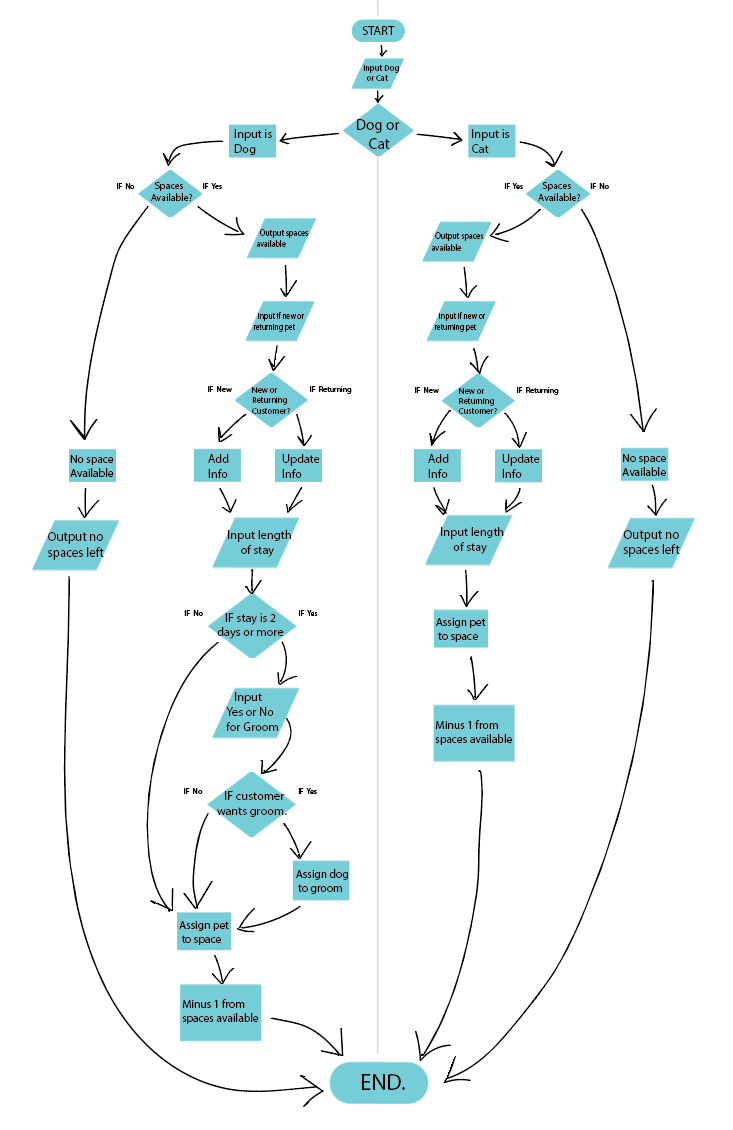 START
Input Dog
or Cat
Dog or
Cat
Input is
Dog
Input is
Cat
IF No
Spaces
Available?
IF Yes
IF Yes
Spaces
Available?
IF No
Output spaces
available
Output spaces
available
Input if new or
returning pet
Input if new or
returning pet
IF New
New or
Returning
Customer?
IF Returning
IF New
New or
Returning
Customer?
IF Returning
No space
Available
Add
Info
Update
Info
Add
Info
Update
Info
No space
Available
Output no
spaces left
Input length
of stay
Input length
of stay
Output no
spaces left
IF No
IF stay is 2
days or more
IF Yes
Assign pet
to space
Input
Yes or No
for Groom
Minus 1 from
spaces available
IF No
IF customer
wants groom.
IF Yes
Assign dog
to groom
Assign pet
to space
Minus 1 from
spaces available
END.